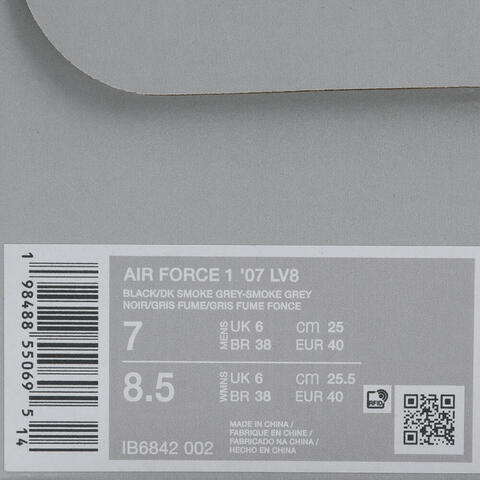 1 98488 55069 514
AIR FORCE 1 '07 LV8
BLACK/DK SMOKE GREY-SMOKE GREY
NOIR/GRIS FUME/GRIS FUME FONCE
7 MENS UK 6 cm 25
BR 38 EUR 40
8.5 WMNS UK 6 cm 25.5
BR 38 EUR 40
RFID
IB6842 002
MADE IN CHINA /
FABRIQUE EN CHINE /
FABRICADO NA CHINA /
HECHO EN CHINA